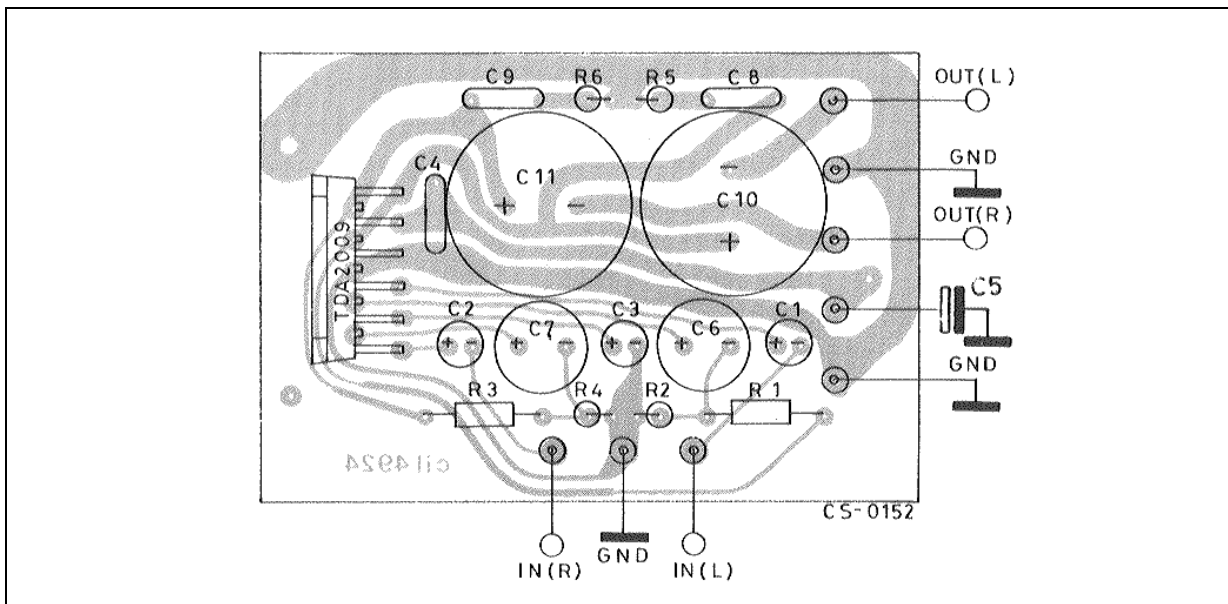 C9 R6 R5 C8 OUT(L)
C4 C11 C10 GND
OUT(R)
+ - - +
TDA2009
C5
C2 C7 C3 C6 C1
+ - + - + - + - + -
GND
R3 R4 R2 R1
cil4924
CS-0152
IN(R) GND IN(L)